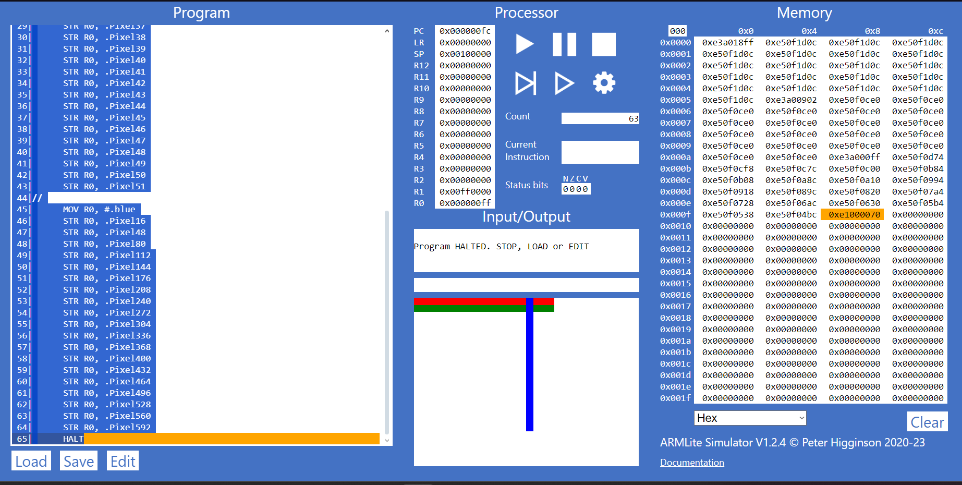 Program
29| STR R0, .Pixel37
30| STR R0, .Pixel38
31| STR R0, .Pixel39
32| STR R0, .Pixel40
33| STR R0, .Pixel41
34| STR R0, .Pixel42
35| STR R0, .Pixel43
36| STR R0, .Pixel44
37| STR R0, .Pixel45
38| STR R0, .Pixel46
39| STR R0, .Pixel47
40| STR R0, .Pixel48
41| STR R0, .Pixel49
42| STR R0, .Pixel50
43| STR R0, .Pixel51
44|//
45| MOV R0, #.blue
46| STR R0, .Pixel16
47| STR R0, .Pixel48
48| STR R0, .Pixel80
49| STR R0, .Pixel112
50| STR R0, .Pixel144
51| STR R0, .Pixel176
52| STR R0, .Pixel208
53| STR R0, .Pixel240
54| STR R0, .Pixel272
55| STR R0, .Pixel304
56| STR R0, .Pixel336
57| STR R0, .Pixel368
58| STR R0, .Pixel400
59| STR R0, .Pixel432
60| STR R0, .Pixel464
61| STR R0, .Pixel496
62| STR R0, .Pixel528
63| STR R0, .Pixel560
64| STR R0, .Pixel592
65| HALT
Load Save Edit
Processor
PC 0x000000fc
LR 0x00000000
SP 0x00100000
R12 0x00000000
R11 0x00000000
R10 0x00000000
R9 0x00000000
R8 0x00000000
R7 0x00000000
R6 0x00000000
R5 0x00000000
R4 0x00000000
R3 0x00000000
R2 0x00000000
R1 0x00ff0000
R0 0x000000ff
Count 63
Current
Instruction
Status bits
NZCV
0000
Input/Output
Program HALTED. STOP, LOAD or EDIT
Memory
000 0x0 0x4 0x8 0xc
0x0000 0xe3a018ff 0xe50f1d0c 0xe50f1d0c 0xe50f1d0c
0x0001 0xe50f1d0c 0xe50f1d0c 0xe50f1d0c 0xe50f1d0c
0x0002 0xe50f1d0c 0xe50f1d0c 0xe50f1d0c 0xe50f1d0c
0x0003 0xe50f1d0c 0xe50f1d0c 0xe50f1d0c 0xe50f1d0c
0x0004 0xe50f1d0c 0xe50f1d0c 0xe50f1d0c 0xe50f1d0c
0x0005 0xe50f1d0c 0xe3a00902 0xe50f0ce0 0xe50f0ce0
0x0006 0xe50f0ce0 0xe50f0ce0 0xe50f0ce0 0xe50f0ce0
0x0007 0xe50f0ce0 0xe50f0ce0 0xe50f0ce0 0xe50f0ce0
0x0008 0xe50f0ce0 0xe50f0ce0 0xe50f0ce0 0xe50f0ce0
0x0009 0xe50f0ce0 0xe50f0ce0 0xe50f0ce0 0xe50f0ce0
0x000a 0xe50f0ce0 0xe50f0ce0 0xe3a000ff 0xe50f0d74
0x000b 0xe50f0cf8 0xe50f0c7c 0xe50f0c00 0xe50f0b84
0x000c 0xe50f0b08 0xe50f0a8c 0xe50f0a10 0xe50f0994
0x000d 0xe50f0918 0xe50f089c 0xe50f0820 0xe50f07a4
0x000e 0xe50f0728 0xe50f06ac 0xe50f0630 0xe50f05b4
0x000f 0xe50f0538 0xe50f04bc 0xe1000070 0x00000000
0x0010 0x00000000 0x00000000 0x00000000 0x00000000
0x0011 0x00000000 0x00000000 0x00000000 0x00000000
0x0012 0x00000000 0x00000000 0x00000000 0x00000000
0x0013 0x00000000 0x00000000 0x00000000 0x00000000
0x0014 0x00000000 0x00000000 0x00000000 0x00000000
0x0015 0x00000000 0x00000000 0x00000000 0x00000000
0x0016 0x00000000 0x00000000 0x00000000 0x00000000
0x0017 0x00000000 0x00000000 0x00000000 0x00000000
0x0018 0x00000000 0x00000000 0x00000000 0x00000000
0x0019 0x00000000 0x00000000 0x00000000 0x00000000
0x001a 0x00000000 0x00000000 0x00000000 0x00000000
0x001b 0x00000000 0x00000000 0x00000000 0x00000000
0x001c 0x00000000 0x00000000 0x00000000 0x00000000
0x001d 0x00000000 0x00000000 0x00000000 0x00000000
0x001e 0x00000000 0x00000000 0x00000000 0x00000000
0x001f 0x00000000 0x00000000 0x00000000 0x00000000
Hex
Clear
ARMLite Simulator V1.2.4 © Peter Higginson 2020-23
Documentation